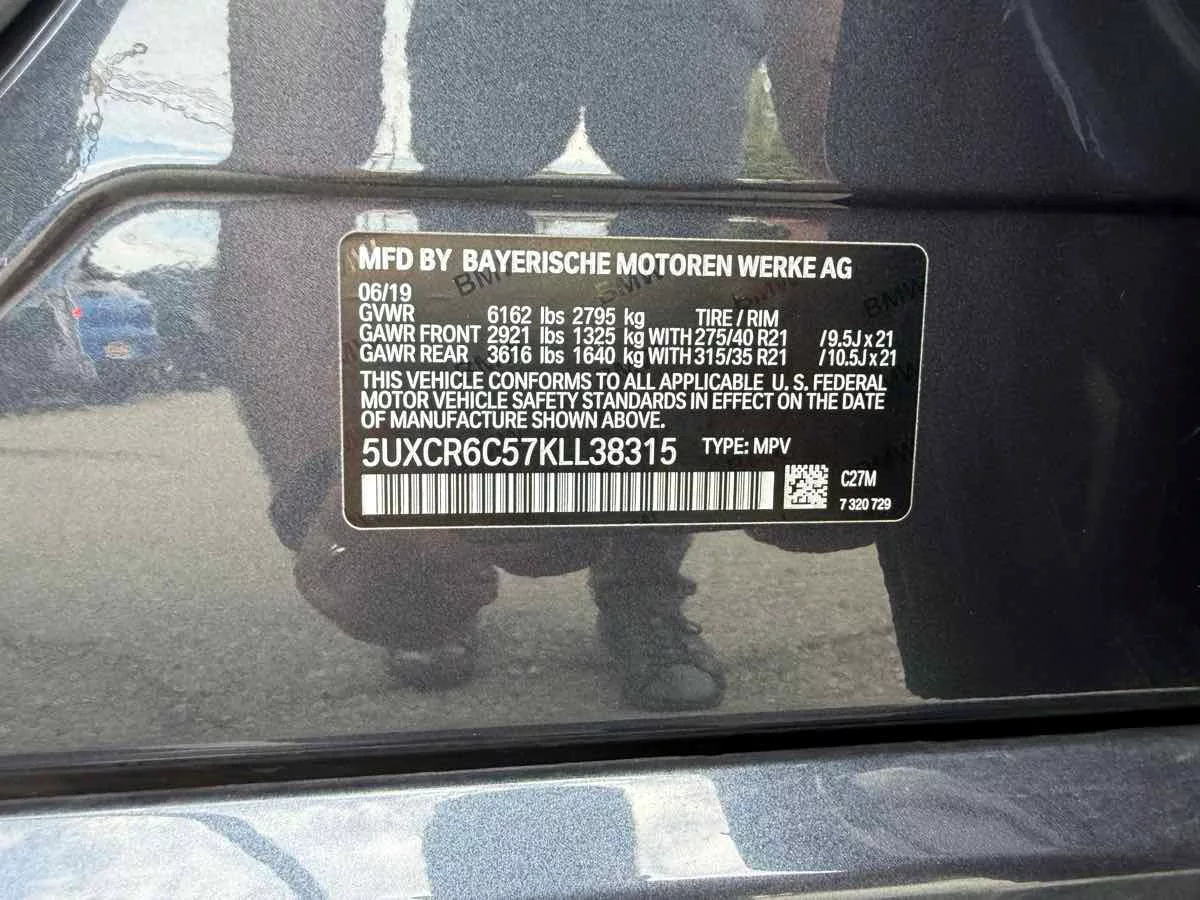 MFD BY BAYERISCHE MOTOREN WERKE AG
06/19
GVWR 6162 lbs 2795 kg TIRE / RIM
GAWR FRONT 2921 lbs 1325 kg WITH 275/40 R21 /9.5J x 21
GAWR REAR 3616 lbs 1640 kg WITH 315/35 R21 /10.5J x 21
THIS VEHICLE CONFORMS TO ALL APPLICABLE U. S. FEDERAL
MOTOR VEHICLE SAFETY STANDARDS IN EFFECT ON THE DATE
OF MANUFACTURE SHOWN ABOVE.
5UXCR6C57KLL38315 TYPE: MPV
C27M
7 320 729